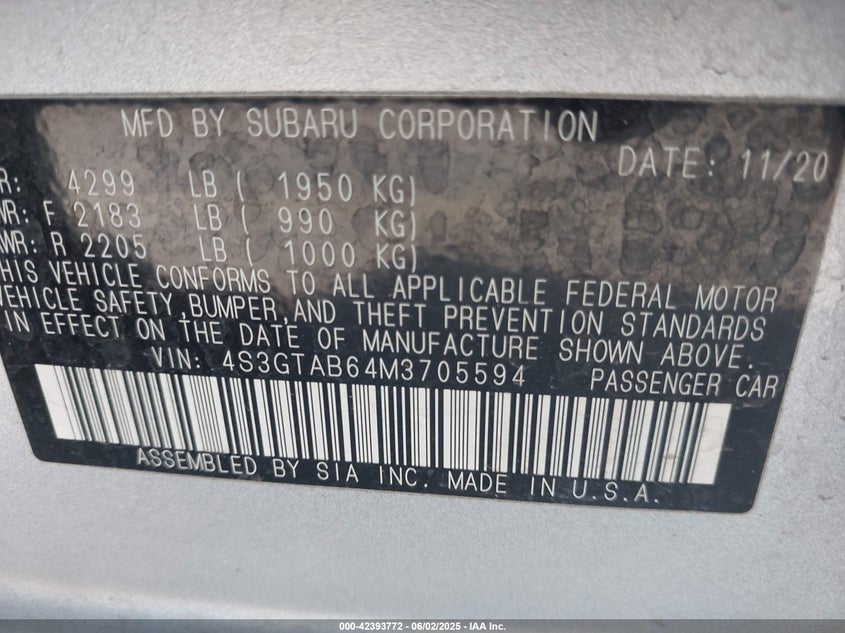 MFD BY SUBARU CORPORATION
DATE: 11/20
R: 4299 LB ( 1950 KG)
WR: F 2183 LB ( 990 KG)
AWR: R 2205 LB ( 1000 KG)
THIS VEHICLE CONFORMS TO ALL APPLICABLE FEDERAL MOTOR
VEHICLE SAFETY,BUMPER,AND THEFT PREVENTION STANDARDS
IN EFFECT ON THE DATE OF MANUFACTURE SHOWN ABOVE.
VIN: 4S3GTAB64M3705594 PASSENGER CAR
ASSEMBLED BY SIA INC. MADE IN U.S.A.
000-42393772 - 06/02/2025 - IAA Inc.